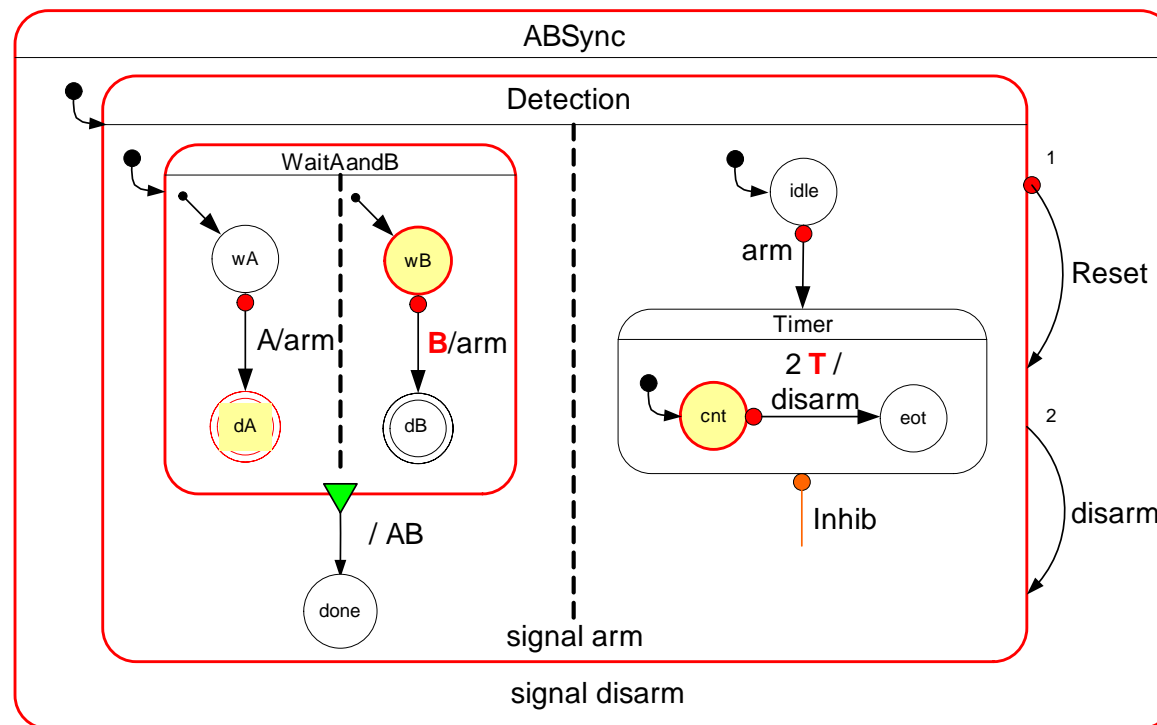 ABSync
Detection
WaitAandB
wA
wB
A/arm
B/arm
dA
dB
/ AB
done
idle
arm
Timer
2 T /
disarm
cnt
eot
Inhib
1
Reset
2
disarm
signal arm
signal disarm